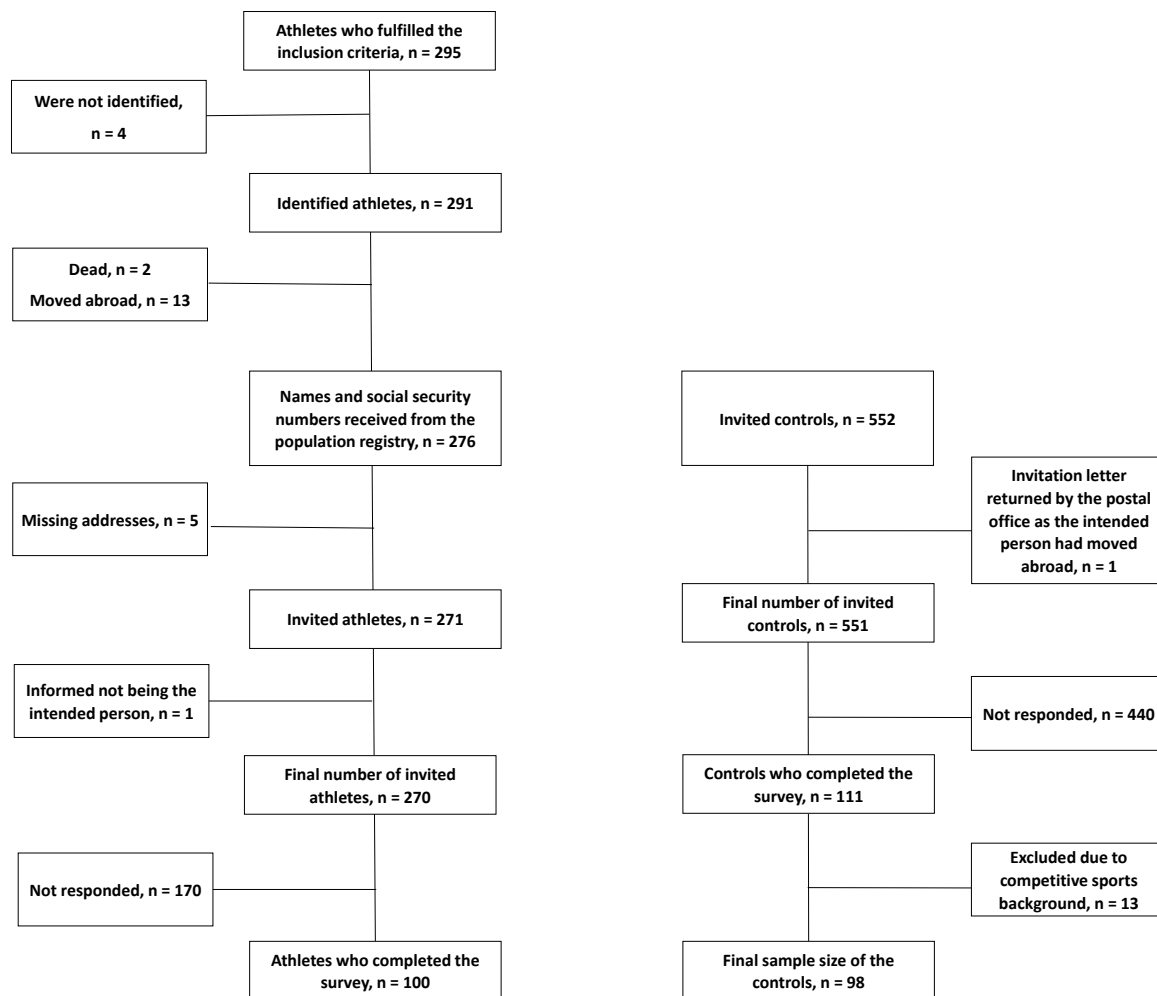 Athletes who fulfilled the
inclusion criteria, n = 295
Were not identified,
n = 4
Identified athletes, n = 291
Dead, n = 2
Moved abroad, n = 13
Names and social security
numbers received from the
population registry, n = 276
Missing addresses, n = 5
Invited athletes, n = 271
Informed not being the
intended person, n = 1
Final number of invited
athletes, n = 270
Not responded, n = 170
Athletes who completed the
survey, n = 100
Invited controls, n = 552
Invitation letter
returned by the postal
office as the intended
person had moved
abroad, n = 1
Final number of invited
controls, n = 551
Not responded, n = 440
Controls who completed the
survey, n = 111
Excluded due to
competitive sports
background, n = 13
Final sample size of the
controls, n = 98